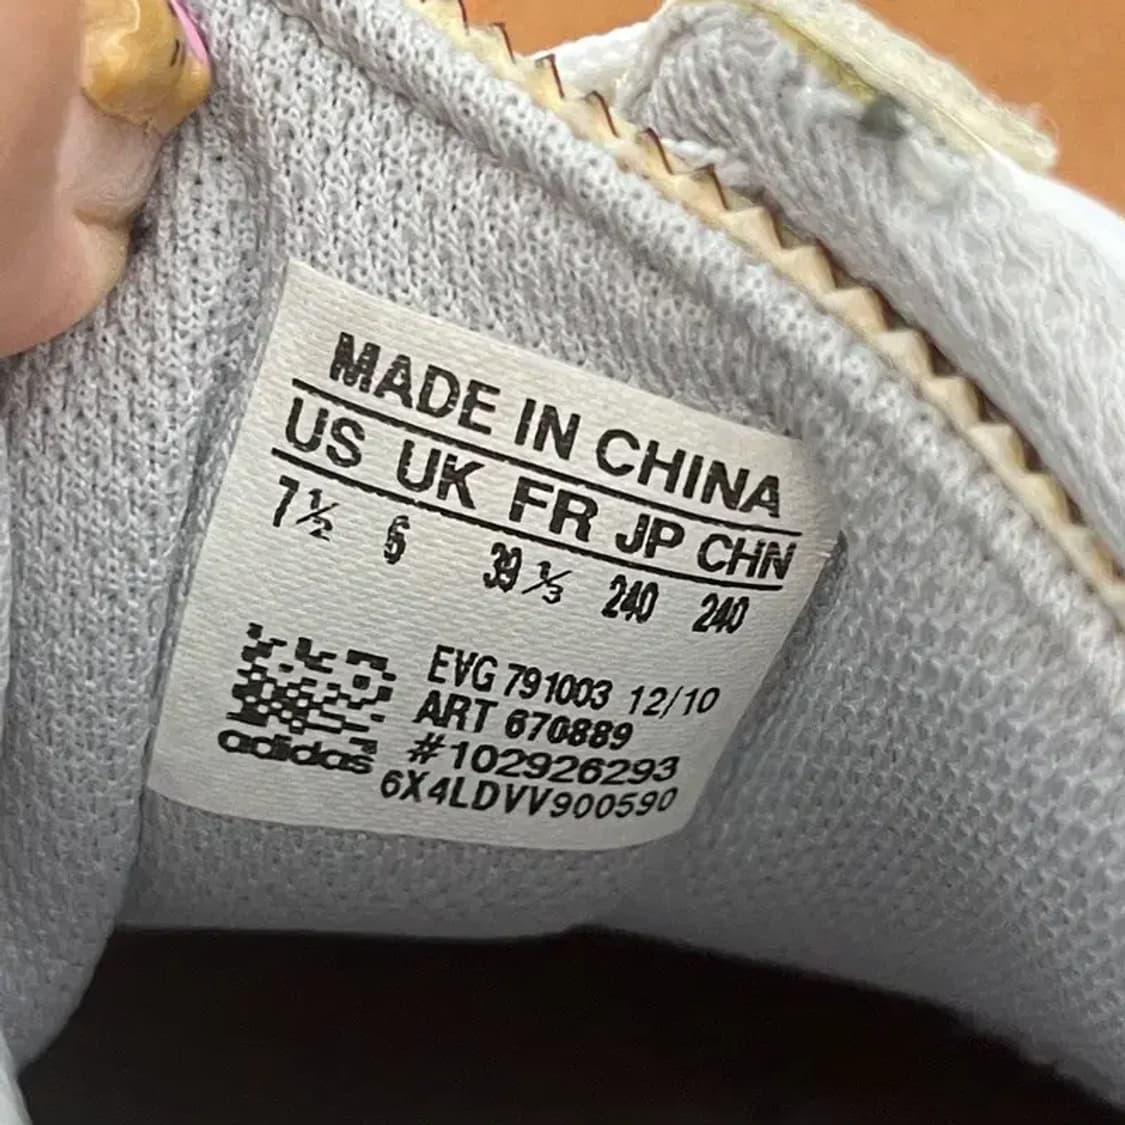 MADE IN CHINA
US UK FR JP CHN
7½ 6 39⅓ 240 240
EVG 791003 12/10
ART 670889
#102926293
adidas
6X4LDVV900590